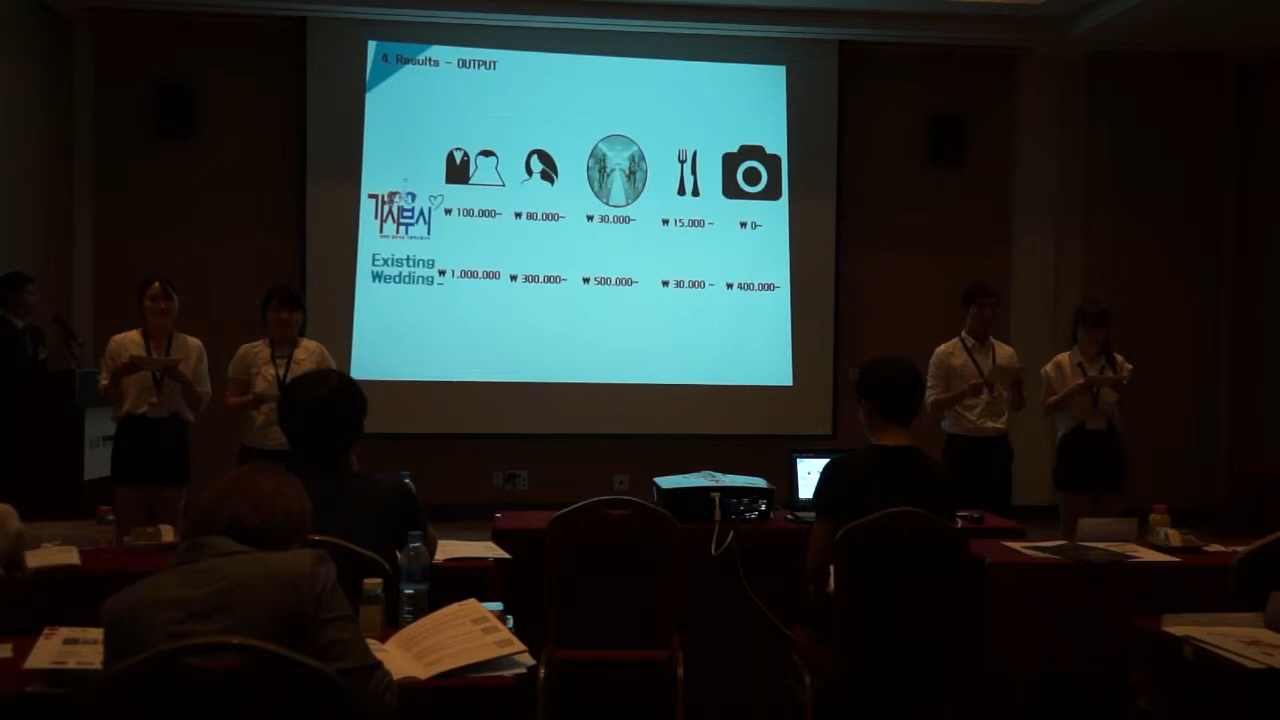 4. Results - OUTPUT
가시부시
₩ 100.000~ ₩ 80.000~ ₩ 30.000~ ₩ 15.000 ~ ₩ 0~
Existing
Wedding
₩ 1.000.000
~
₩ 300.000~ ₩ 500.000~ ₩ 30.000 ~ ₩ 400.000~